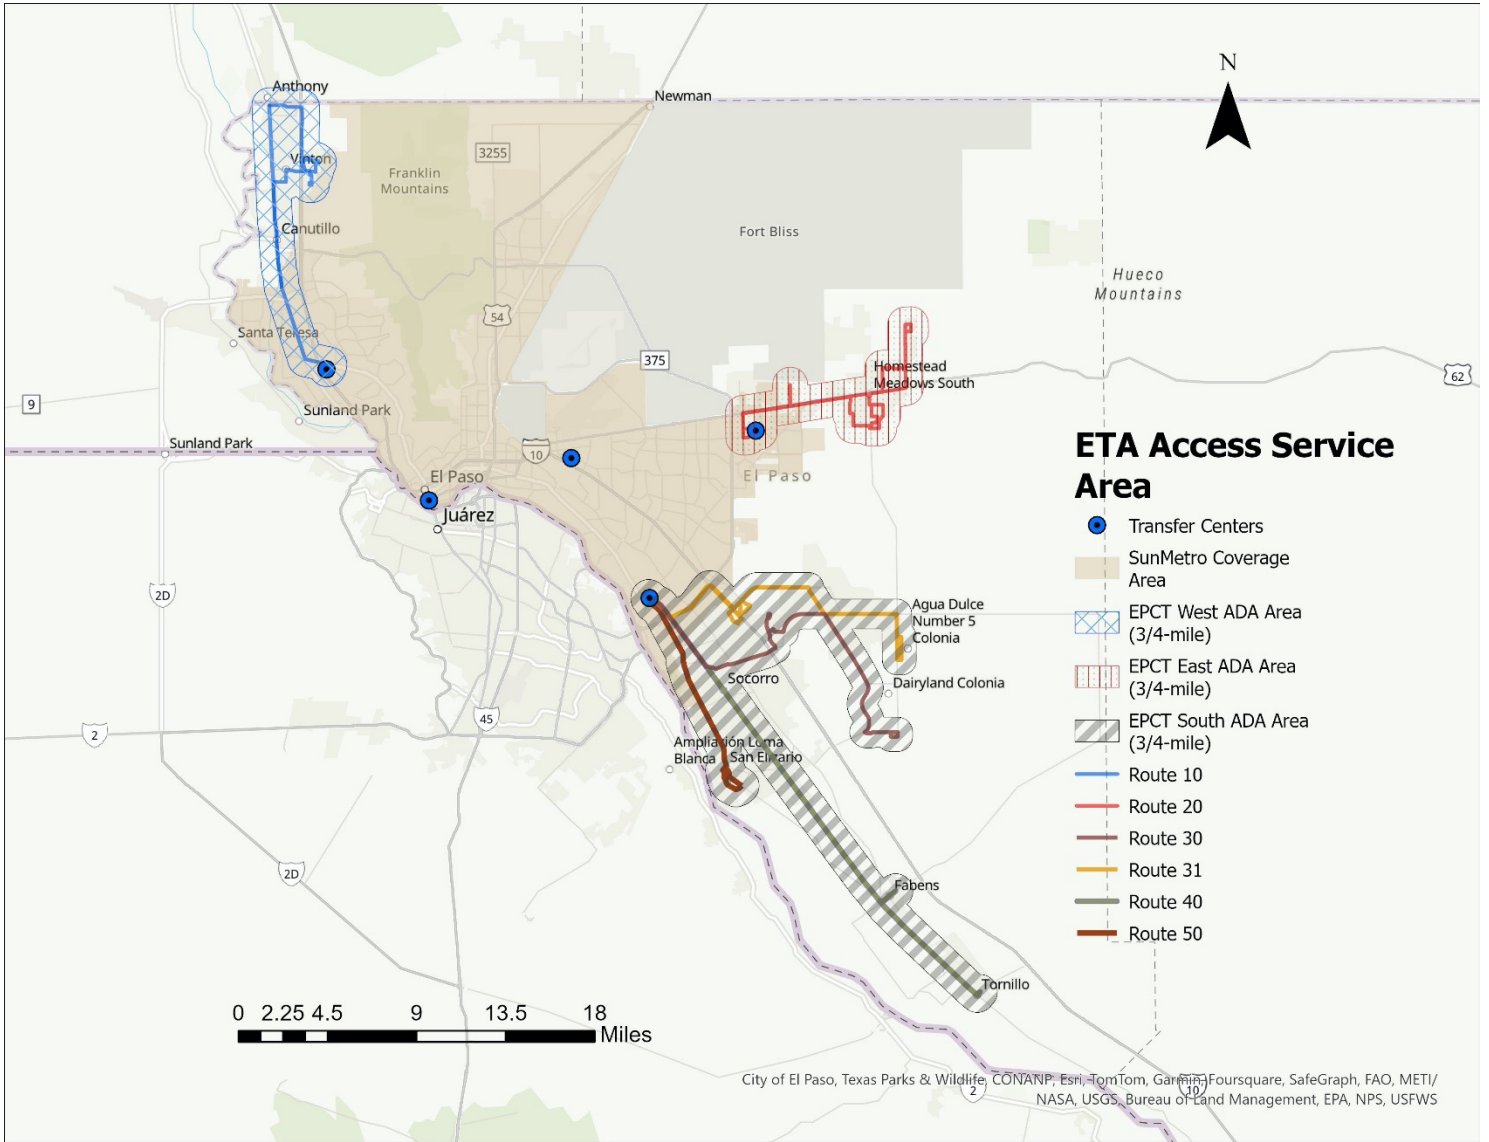 N
Anthony
Newman
3255
Vinton
Franklin
Mountains
Canutillo
Fort Bliss
Hueco
Mountains
54
Santa Teresa
375
Homestead
Meadows South
62
9
Sunland Park
Sunland Park
10
El Paso
El Paso
Juárez
2D
Agua Dulce
Number 5
Colonia
Socorro
Dairyland Colonia
45
2
Ampliación Loma
Blanca
San Elizario
2D
Fabens
Tornillo
ETA Access Service
Area
Transfer Centers
SunMetro Coverage
Area
EPCT West ADA Area
(3/4-mile)
EPCT East ADA Area
(3/4-mile)
EPCT South ADA Area
(3/4-mile)
Route 10
Route 20
Route 30
Route 31
Route 40
Route 50
0 2.25 4.5 9 13.5 18
Miles
City of El Paso, Texas Parks & Wildlife, CONANP, Esri, TomTom, Garmin, Foursquare, SafeGraph, FAO, METI/
NASA, USGS, Bureau of Land Management, EPA, NPS, USFWS
2
10